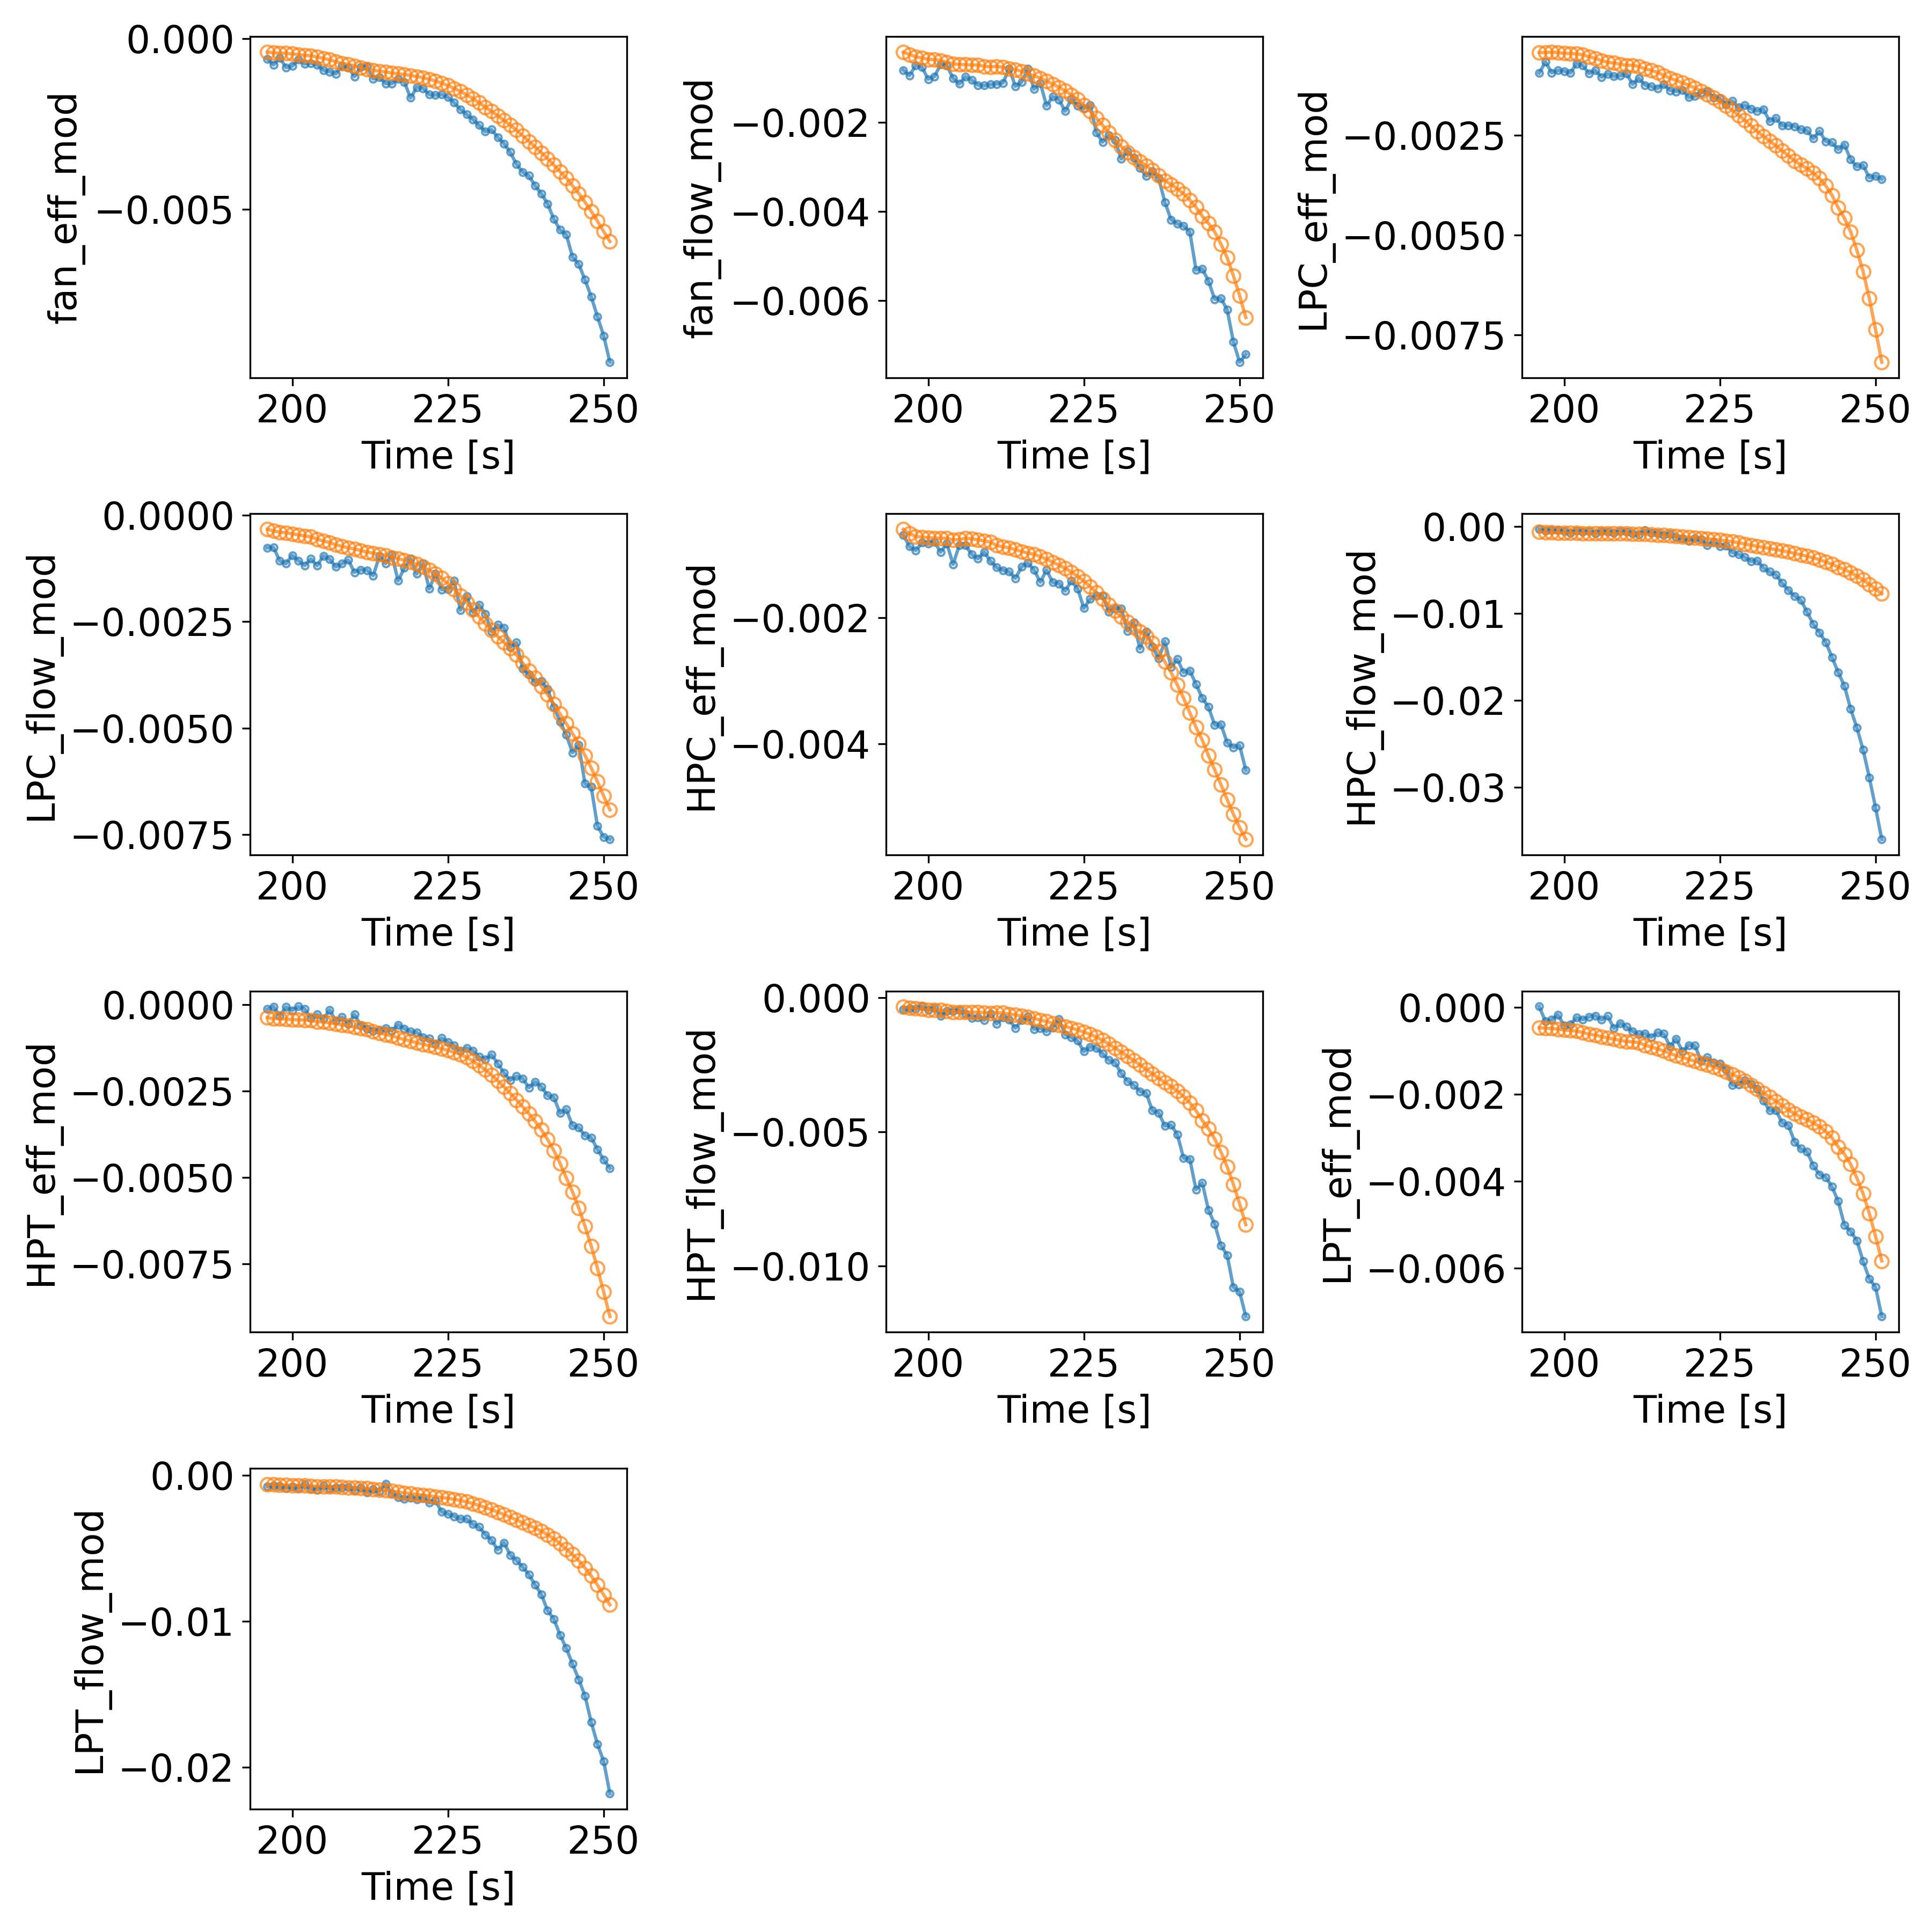 fan_eff_mod
0.000
−0.005
200 225 250
Time [s]
fan_flow_mod
−0.002
−0.004
−0.006
200 225 250
Time [s]
LPC_eff_mod
−0.0025
−0.0050
−0.0075
200 225 250
Time [s]
LPC_flow_mod
0.0000
−0.0025
−0.0050
−0.0075
200 225 250
Time [s]
HPC_eff_mod
−0.002
−0.004
200 225 250
Time [s]
HPC_flow_mod
0.00
−0.01
−0.02
−0.03
200 225 250
Time [s]
HPT_eff_mod
0.0000
−0.0025
−0.0050
−0.0075
200 225 250
Time [s]
HPT_flow_mod
0.000
−0.005
−0.010
200 225 250
Time [s]
LPT_eff_mod
0.000
−0.002
−0.004
−0.006
200 225 250
Time [s]
LPT_flow_mod
0.00
−0.01
−0.02
200 225 250
Time [s]